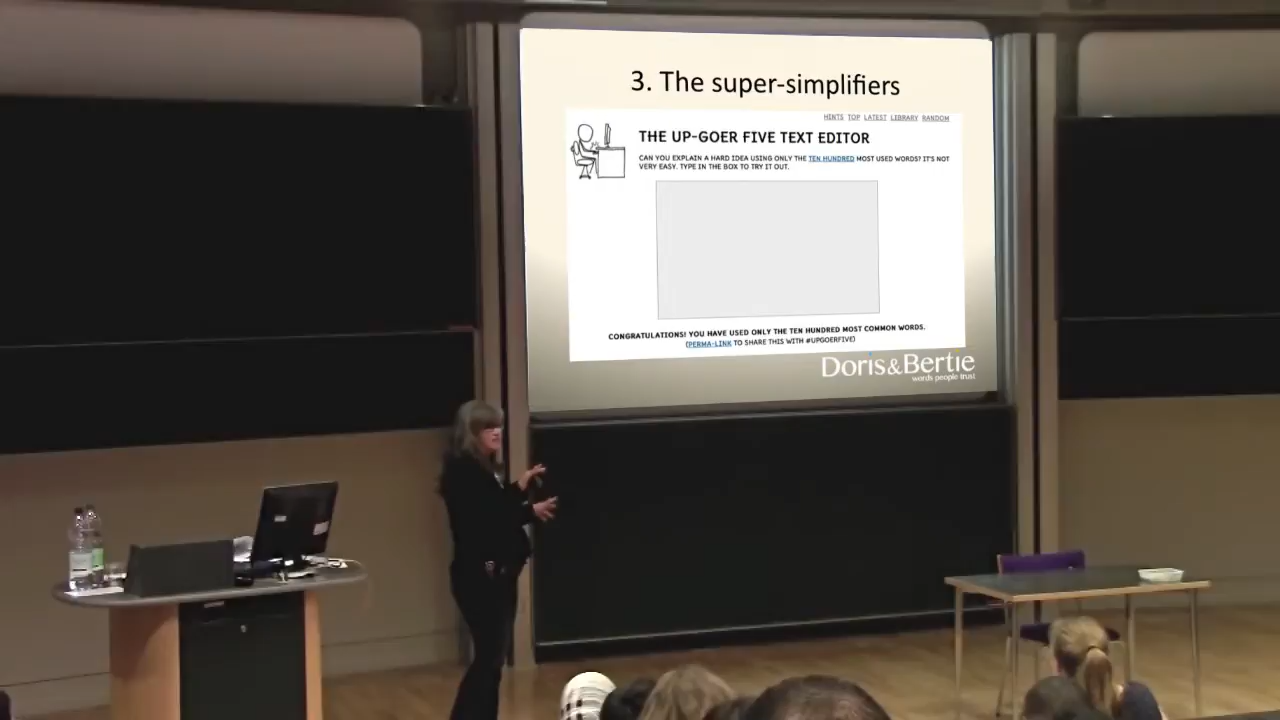 3. The super-simplifiers
HINTS TOP LATEST LIBRARY RANDOM
THE UP-GOER FIVE TEXT EDITOR
CAN YOU EXPLAIN A HARD IDEA USING ONLY THE TEN HUNDRED MOST USED WORDS? IT'S NOT
VERY EASY. TYPE IN THE BOX TO TRY IT OUT.
CONGRATULATIONS! YOU HAVE USED ONLY THE TEN HUNDRED MOST COMMON WORDS.
(PERMA-LINK TO SHARE THIS WITH #UPGOERFIVE)
Doris&Bertie
words people trust